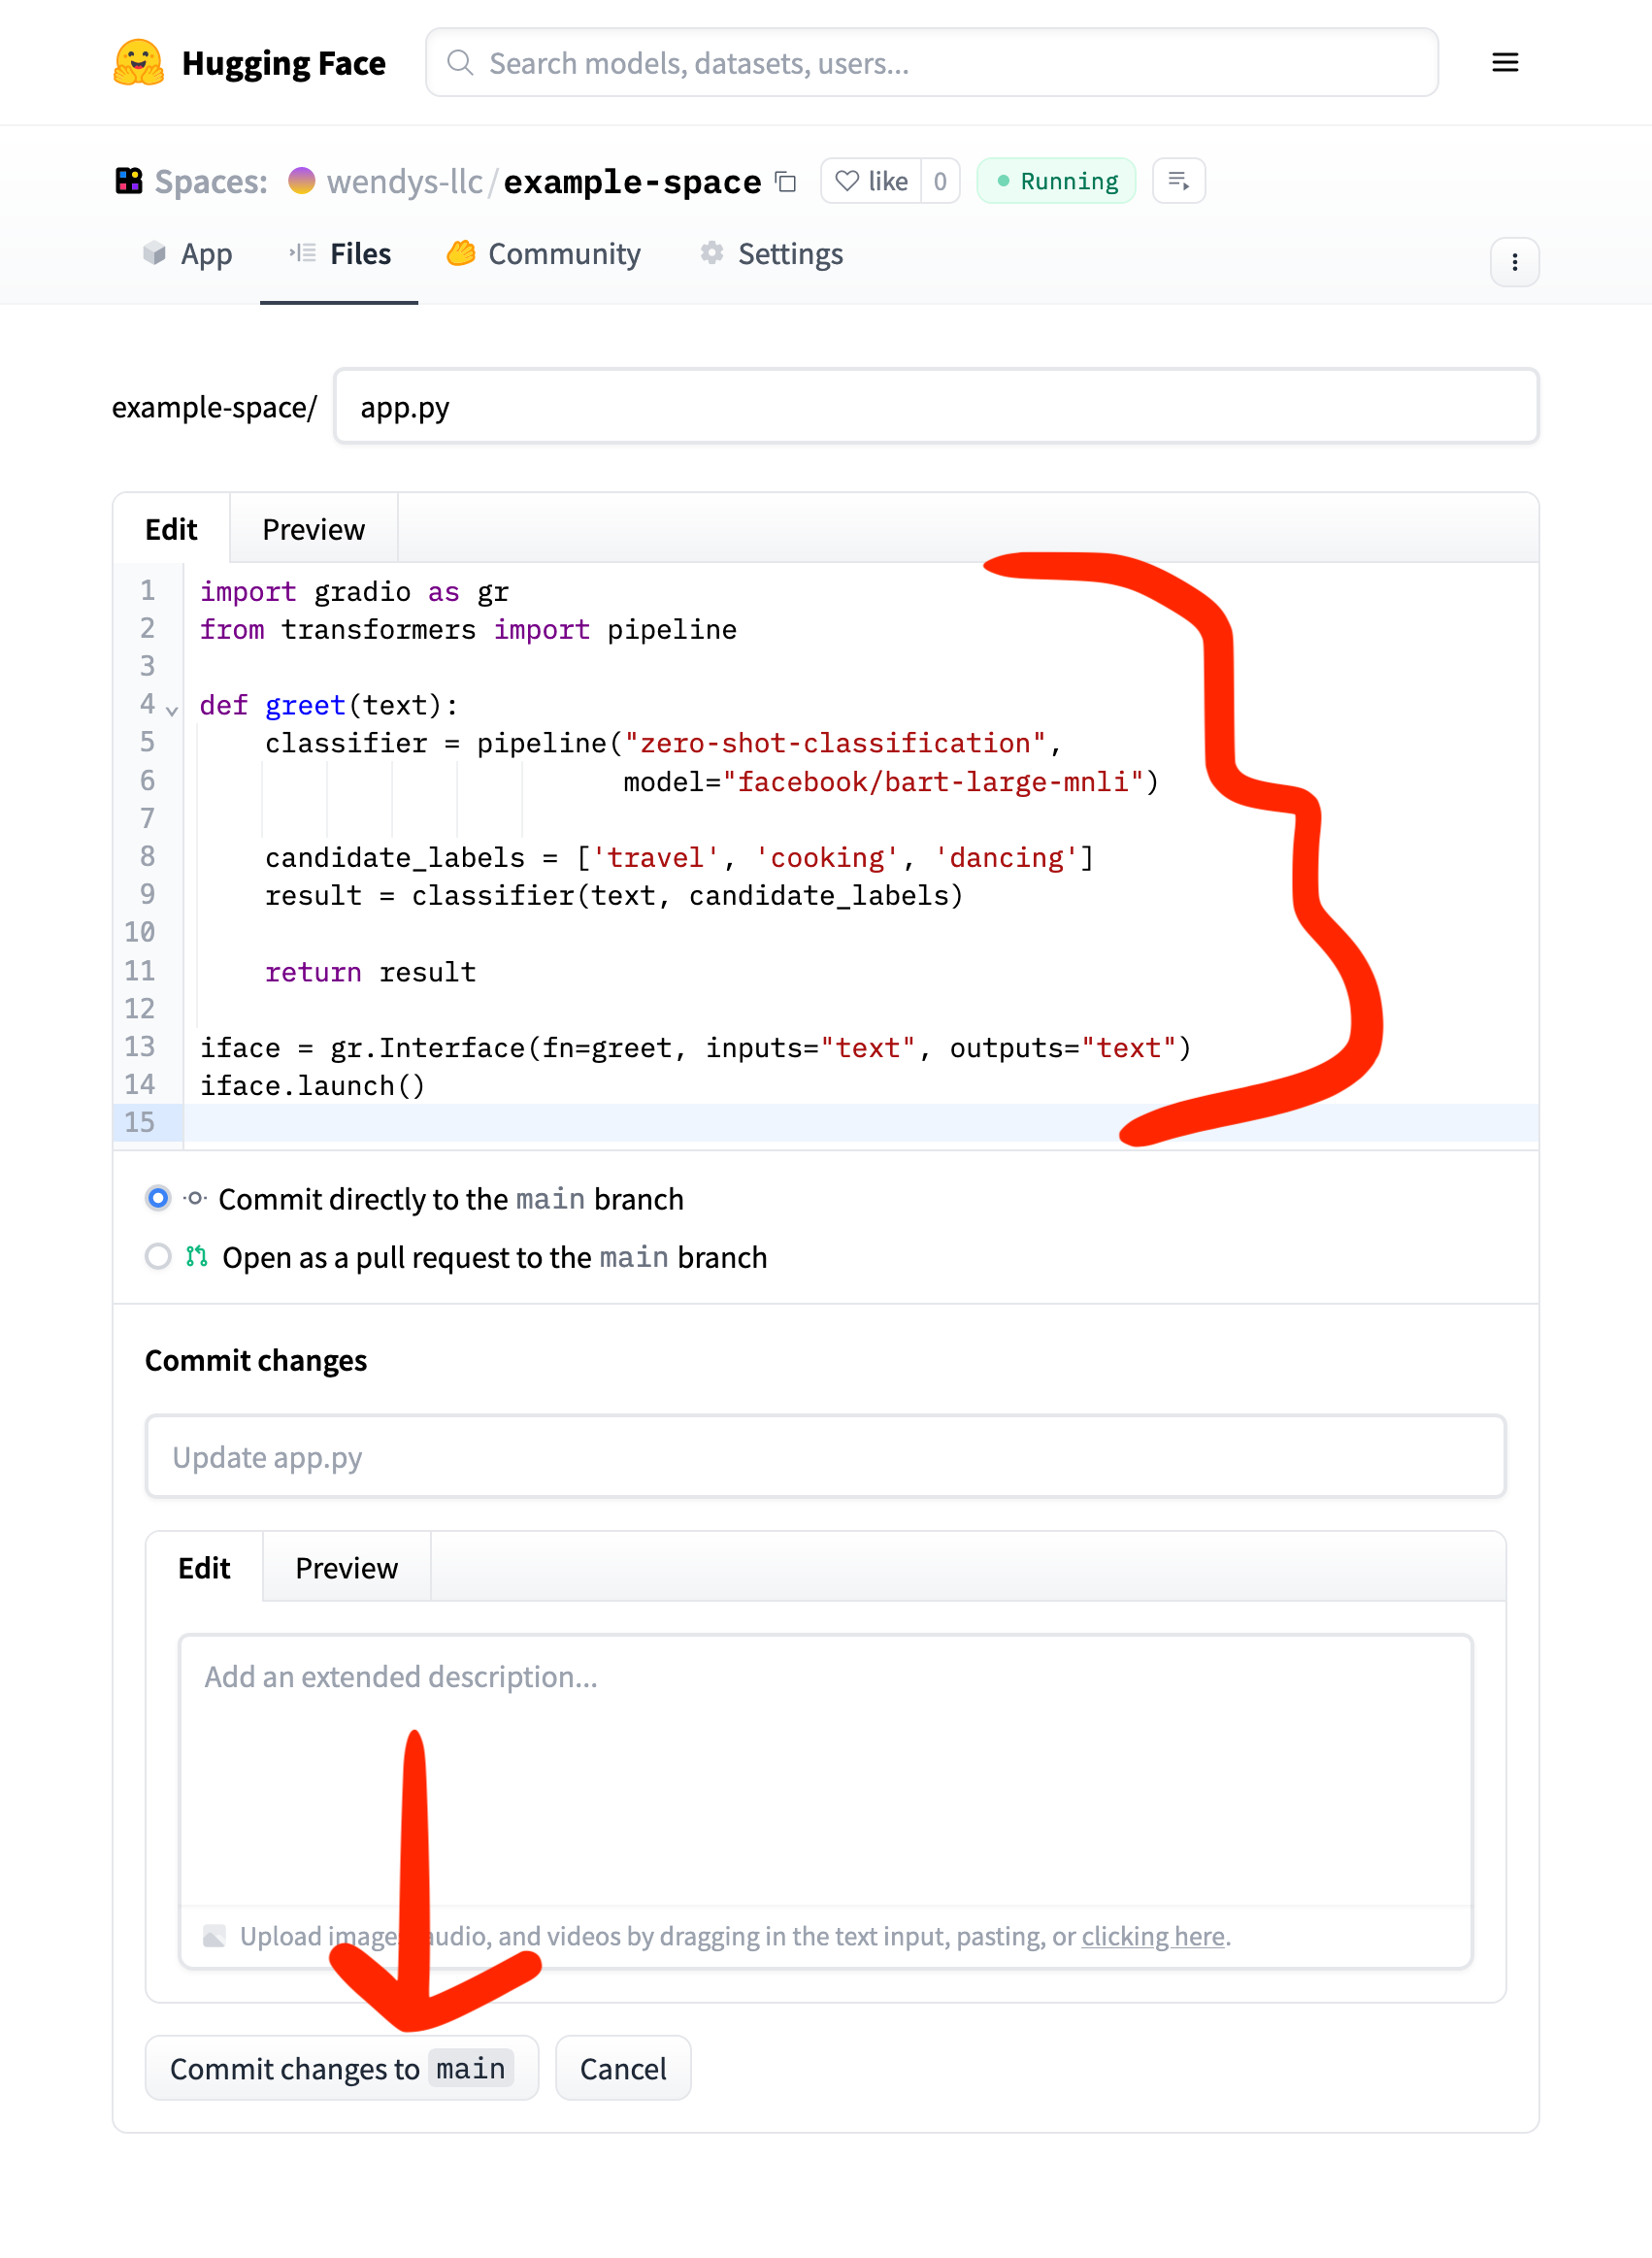 Hugging Face
Search models, datasets, users...
Spaces: wendys-llc/example-space like 0 Running
App Files Community Settings
example-space/ app.py
Edit Preview
1 import gradio as gr
2 from transformers import pipeline
3
4 def greet(text):
5 classifier = pipeline("zero-shot-classification",
6 model="facebook/bart-large-mnli")
7
8 candidate_labels = ['travel', 'cooking', 'dancing']
9 result = classifier(text, candidate_labels)
10
11 return result
12
13 iface = gr.Interface(fn=greet, inputs="text", outputs="text")
14 iface.launch()
15
Commit directly to the main branch
Open as a pull request to the main branch
Commit changes
Update app.py
Edit Preview
Add an extended description...
Upload images, audio, and videos by dragging in the text input, pasting, or clicking here.
Commit changes to main Cancel